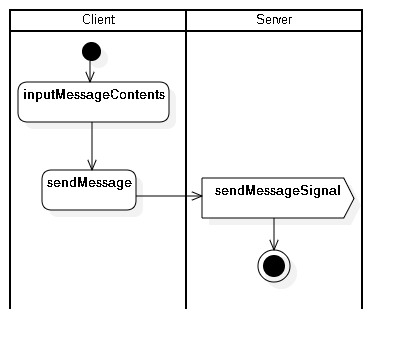 Client
Server
inputMessageContents
sendMessage
sendMessageSignal